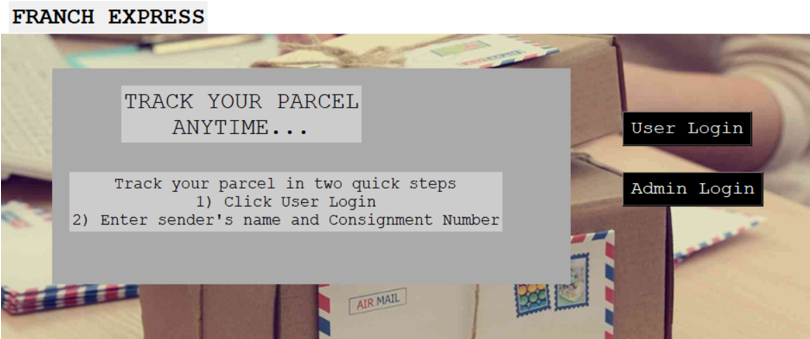 FRANCH EXPRESS
TRACK YOUR PARCEL
ANYTIME...
Track your parcel in two quick steps
1) Click User Login
2) Enter sender's name and Consignment Number
User Login
Admin Login
AIR MAIL